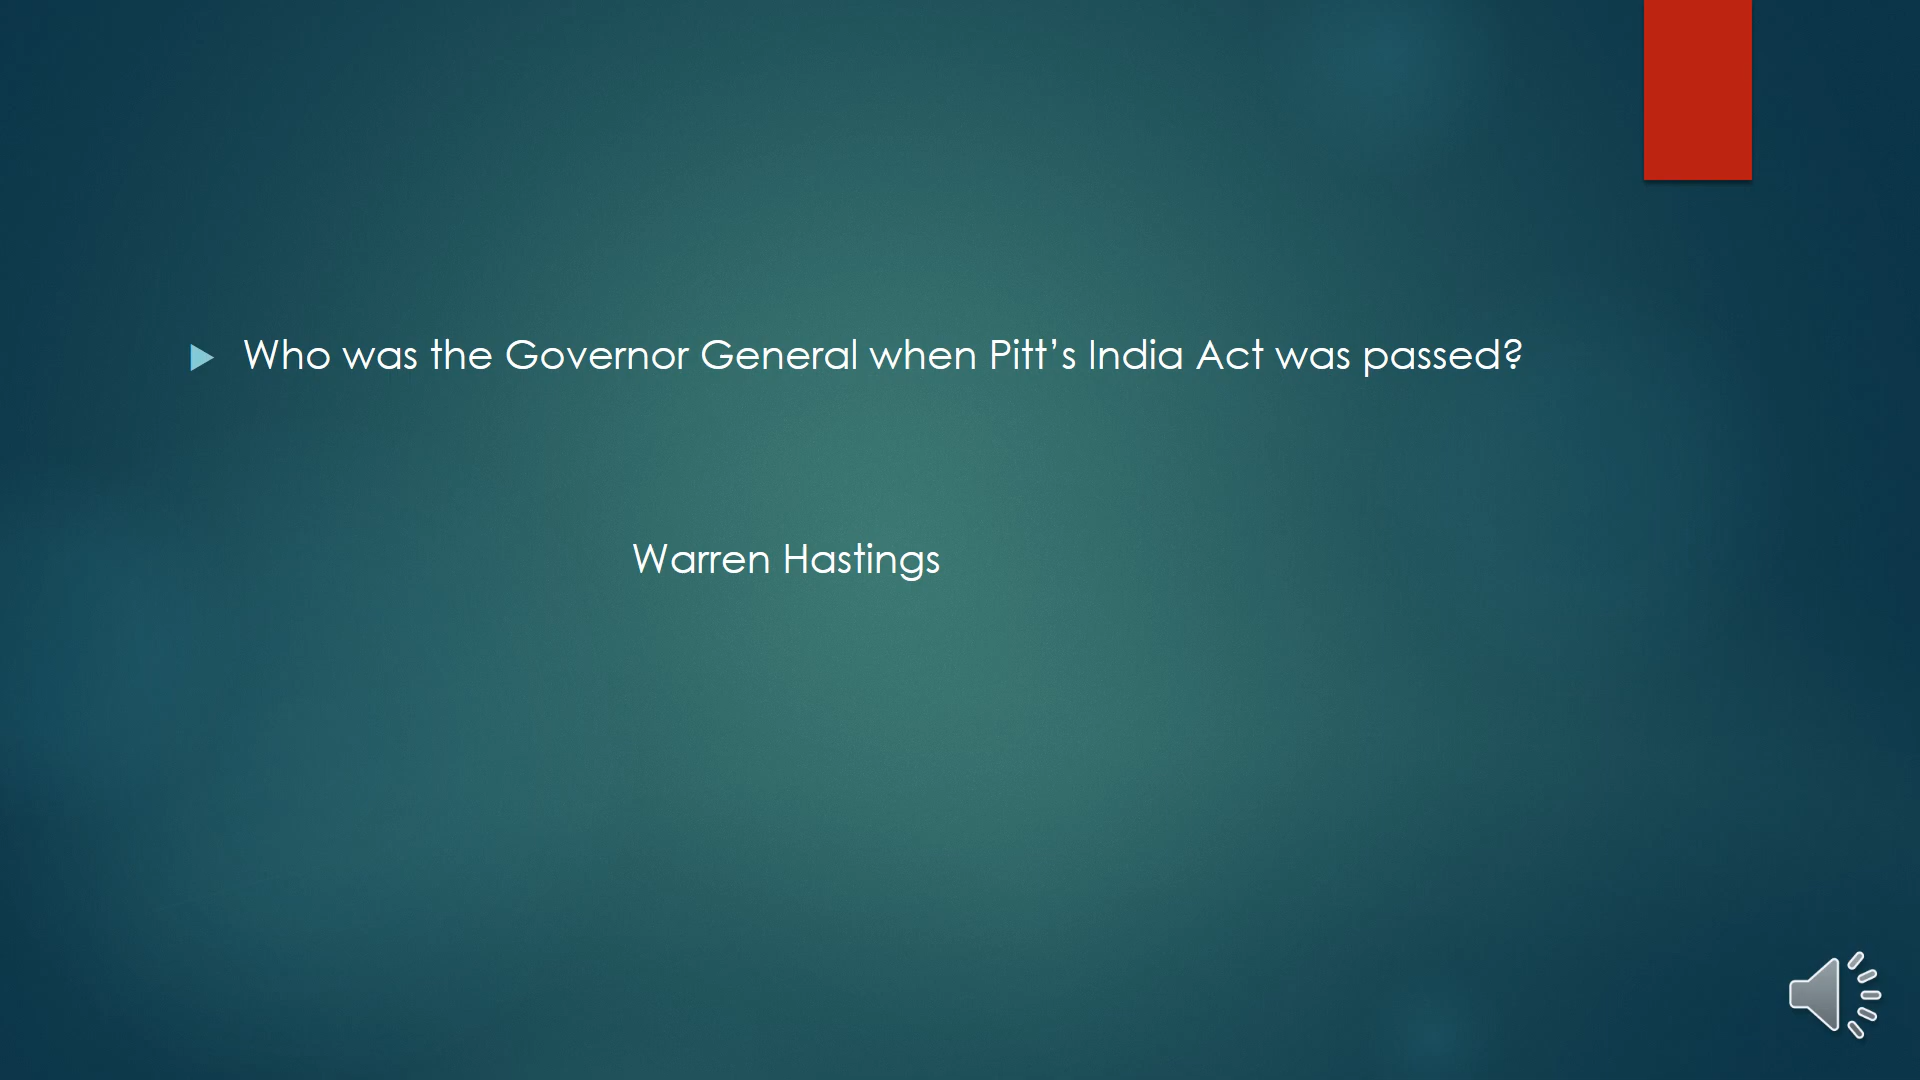 Who was the Governor General when Pitt’s India Act was passed?
Warren Hastings